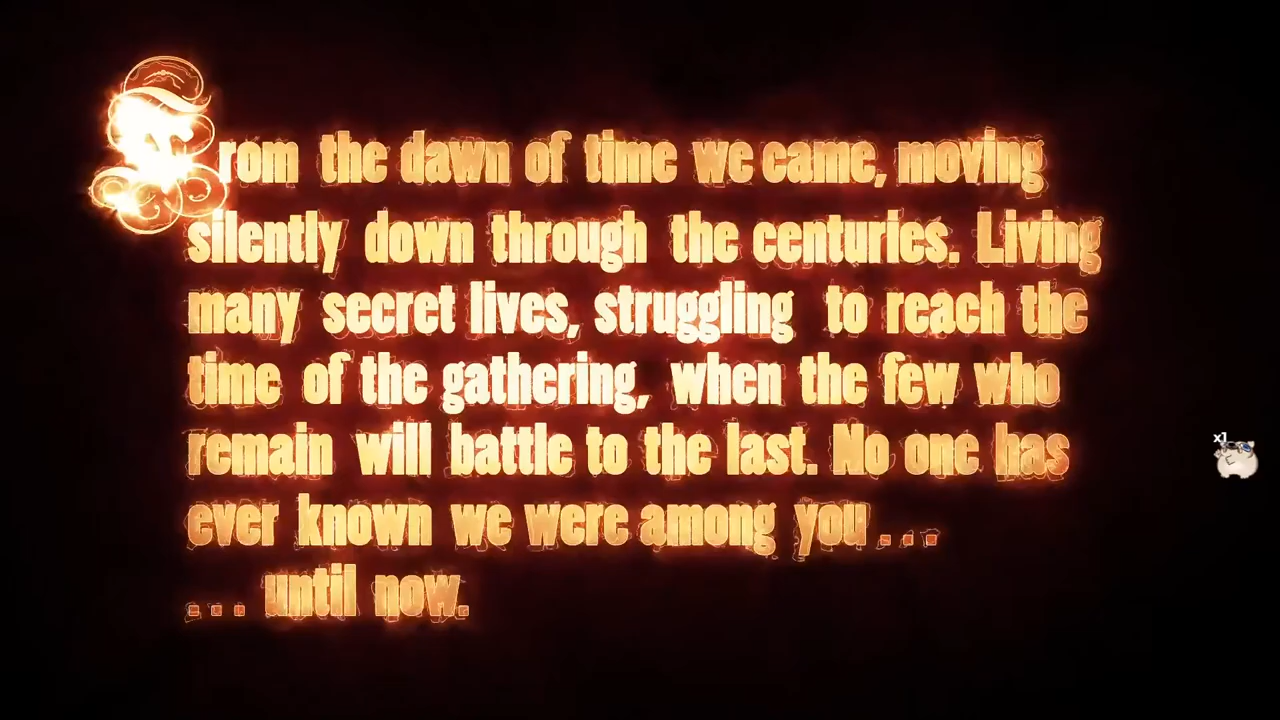 From the dawn of time we came, moving
silently down through the centuries. Living
many secret lives, struggling to reach the
time of the gathering, when the few who
remain will battle to the last. No one has
ever known we were among you . . .
. . . until now.
x1